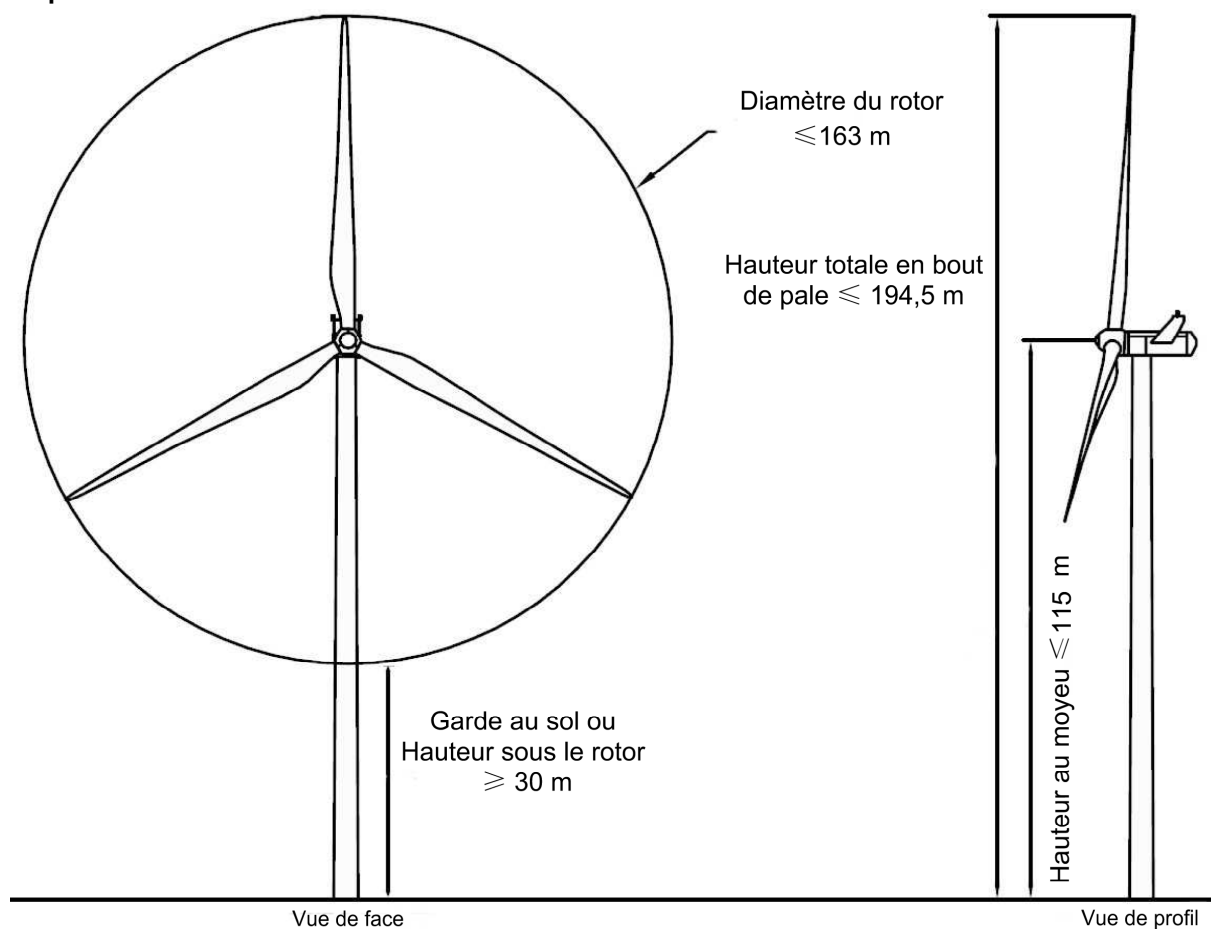 Diamètre du rotor
≤163 m
Hauteur totale en bout
de pale ≤ 194,5 m
Hauteur au moyeu ≤115 m
Garde au sol ou
Hauteur sous le rotor
≥ 30 m
Vue de face
Vue de profil